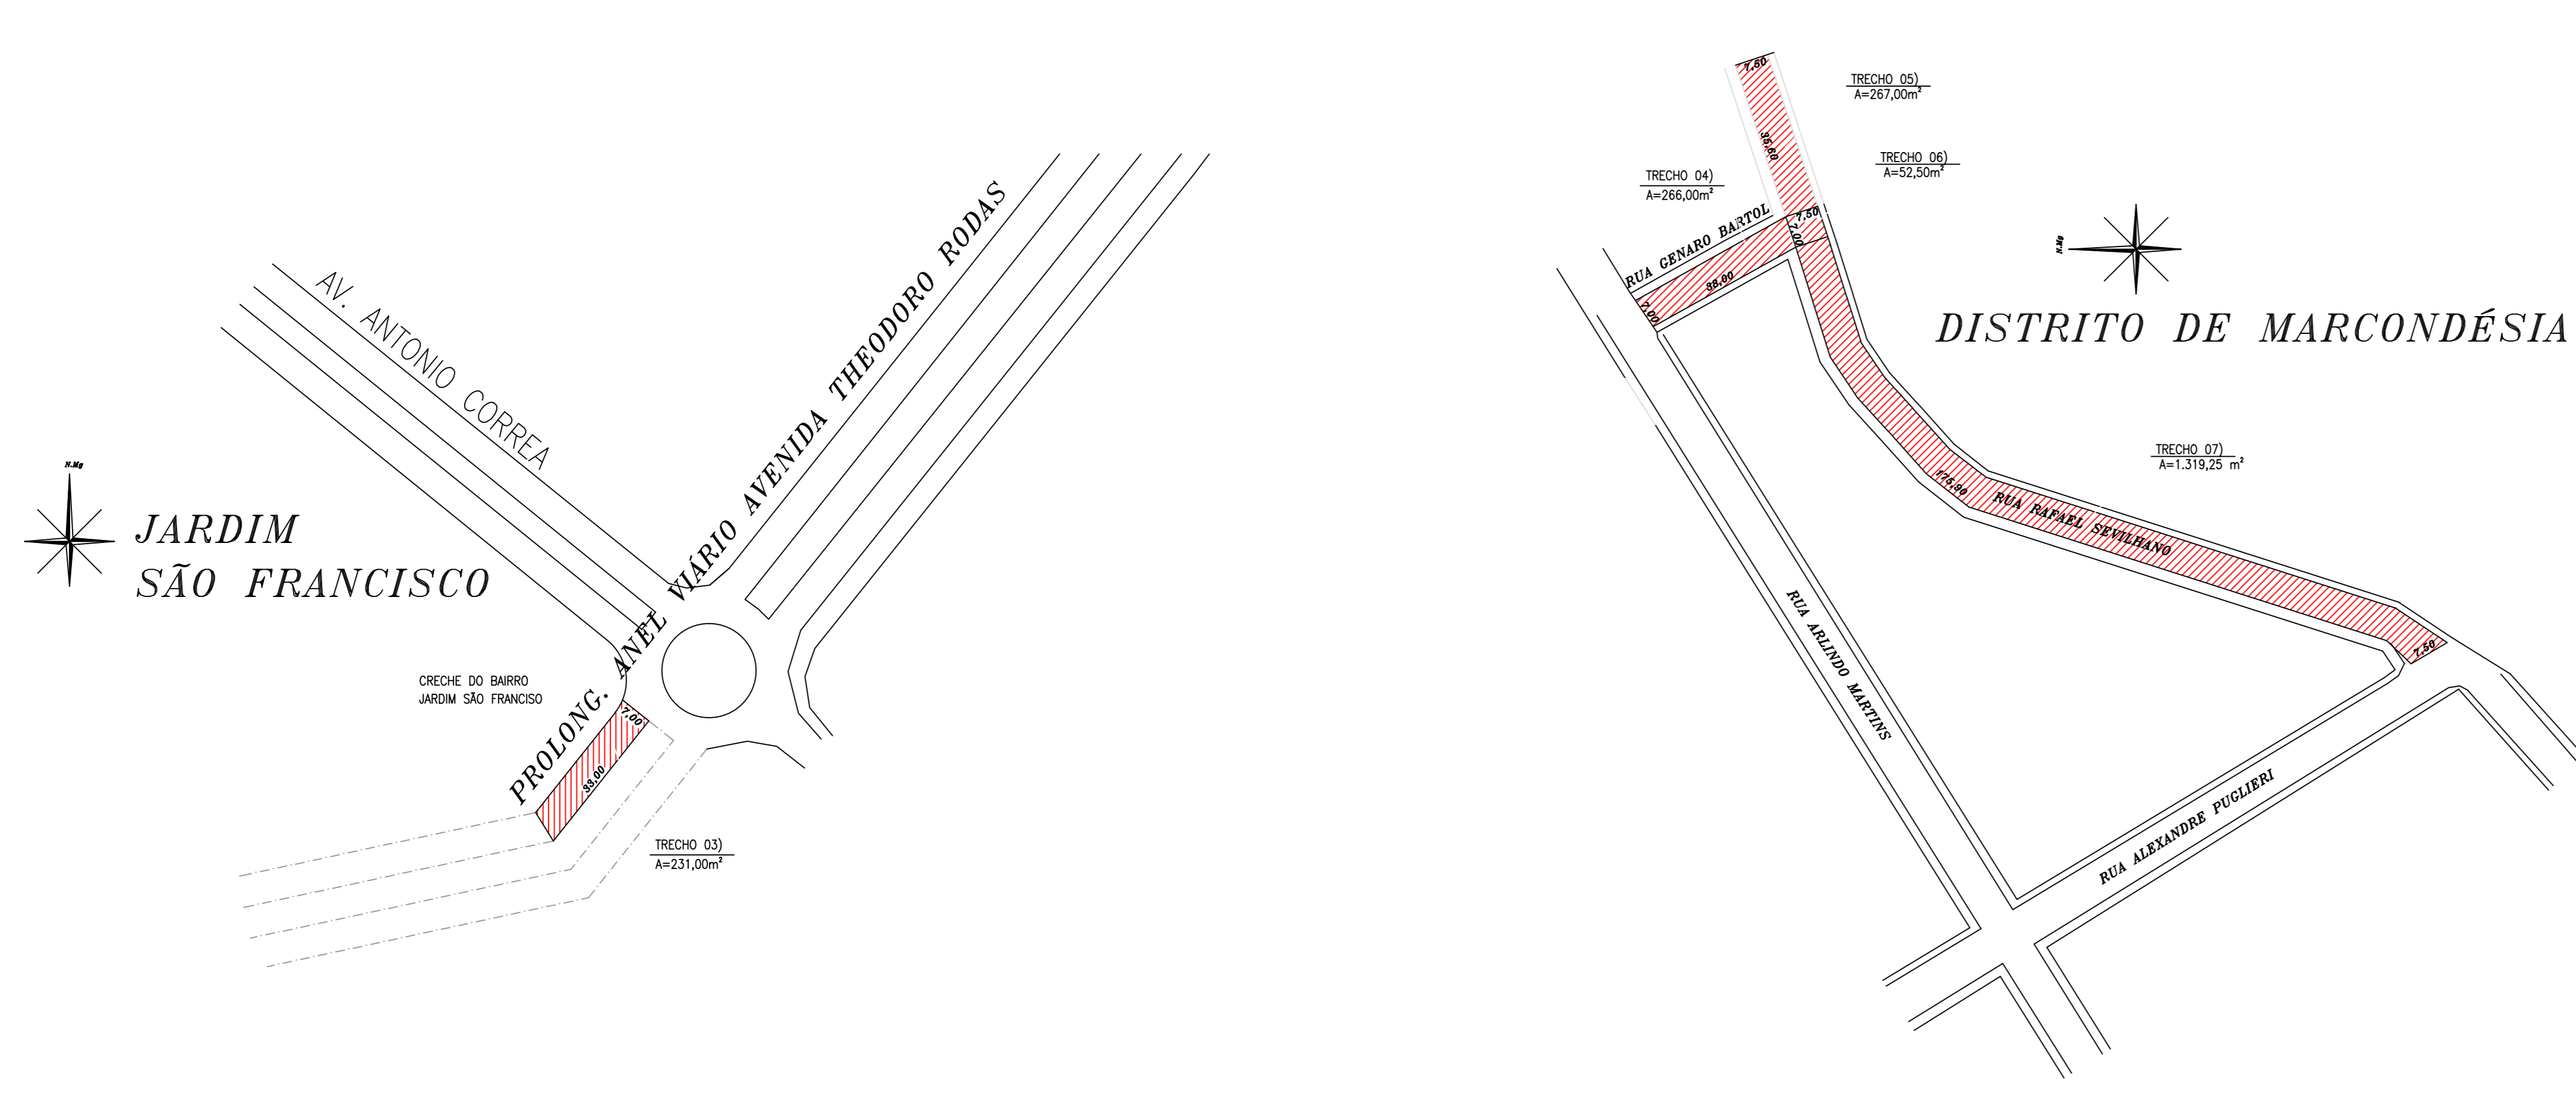 AV. ANTONIO CORREA
PROLONG. ANEL VIÁRIO AVENIDA THEODORO RODAS
N.Mg
JARDIM
SÃO FRANCISCO
CRECHE DO BAIRRO
JARDIM SÃO FRANCISO
7,00
33,00
TRECHO 03)
A=231,00m²
7,50
35,60
TRECHO 05)
A=267,00m²
TRECHO 06)
A=52,50m²
TRECHO 04)
A=266,00m²
RUA GENARO BARTOL
7,50
7,00
38,00
7,00
N.Mg
DISTRITO DE MARCONDÉSIA
TRECHO 07)
A=1.319,25 m²
175,90
RUA RAFAEL SEVILHANO
7,50
RUA ARLINDO MARTINS
RUA ALEXANDRE PUGLIERI